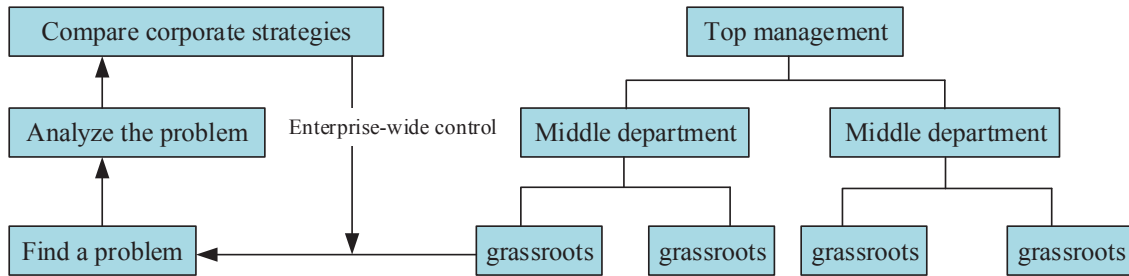 Compare corporate strategies
Top management
Analyze the problem
Enterprise-wide control
Middle department
Middle department
Find a problem
grassroots
grassroots
grassroots
grassroots